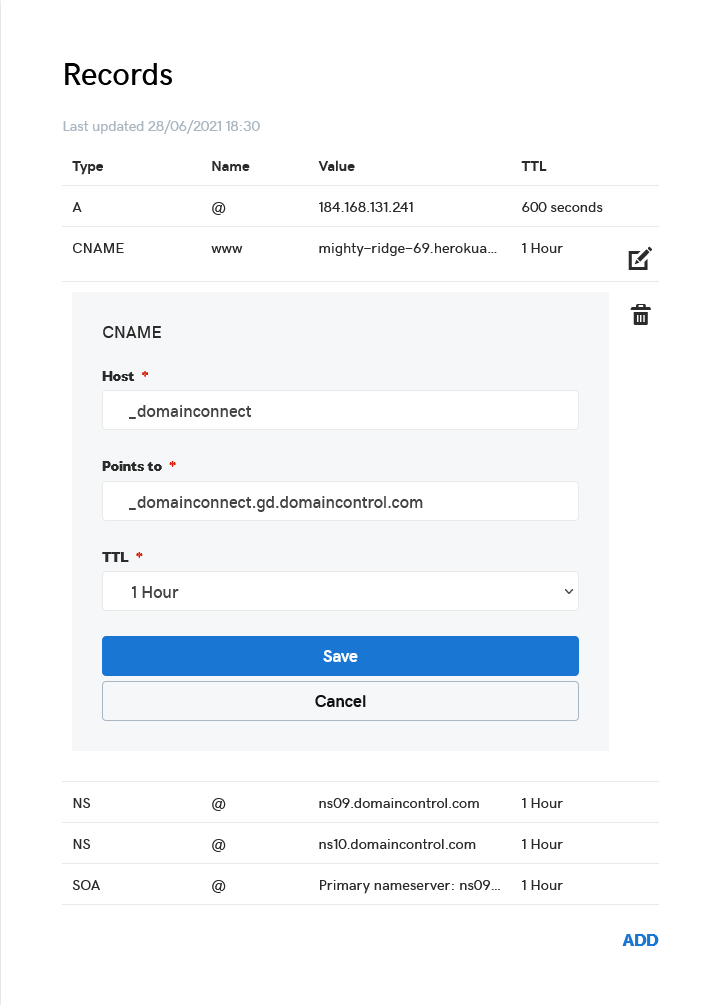 Records
Last updated 28/06/2021 18:30
Type Name Value TTL
A @ 184.168.131.241 600 seconds
CNAME www mighty-ridge-69.herokua... 1 Hour
CNAME
Host *
_domainconnect
Points to *
_domainconnect.gd.domaincontrol.com
TTL *
1 Hour
Save
Cancel
NS @ ns09.domaincontrol.com 1 Hour
NS @ ns10.domaincontrol.com 1 Hour
SOA @ Primary nameserver: ns09... 1 Hour
ADD